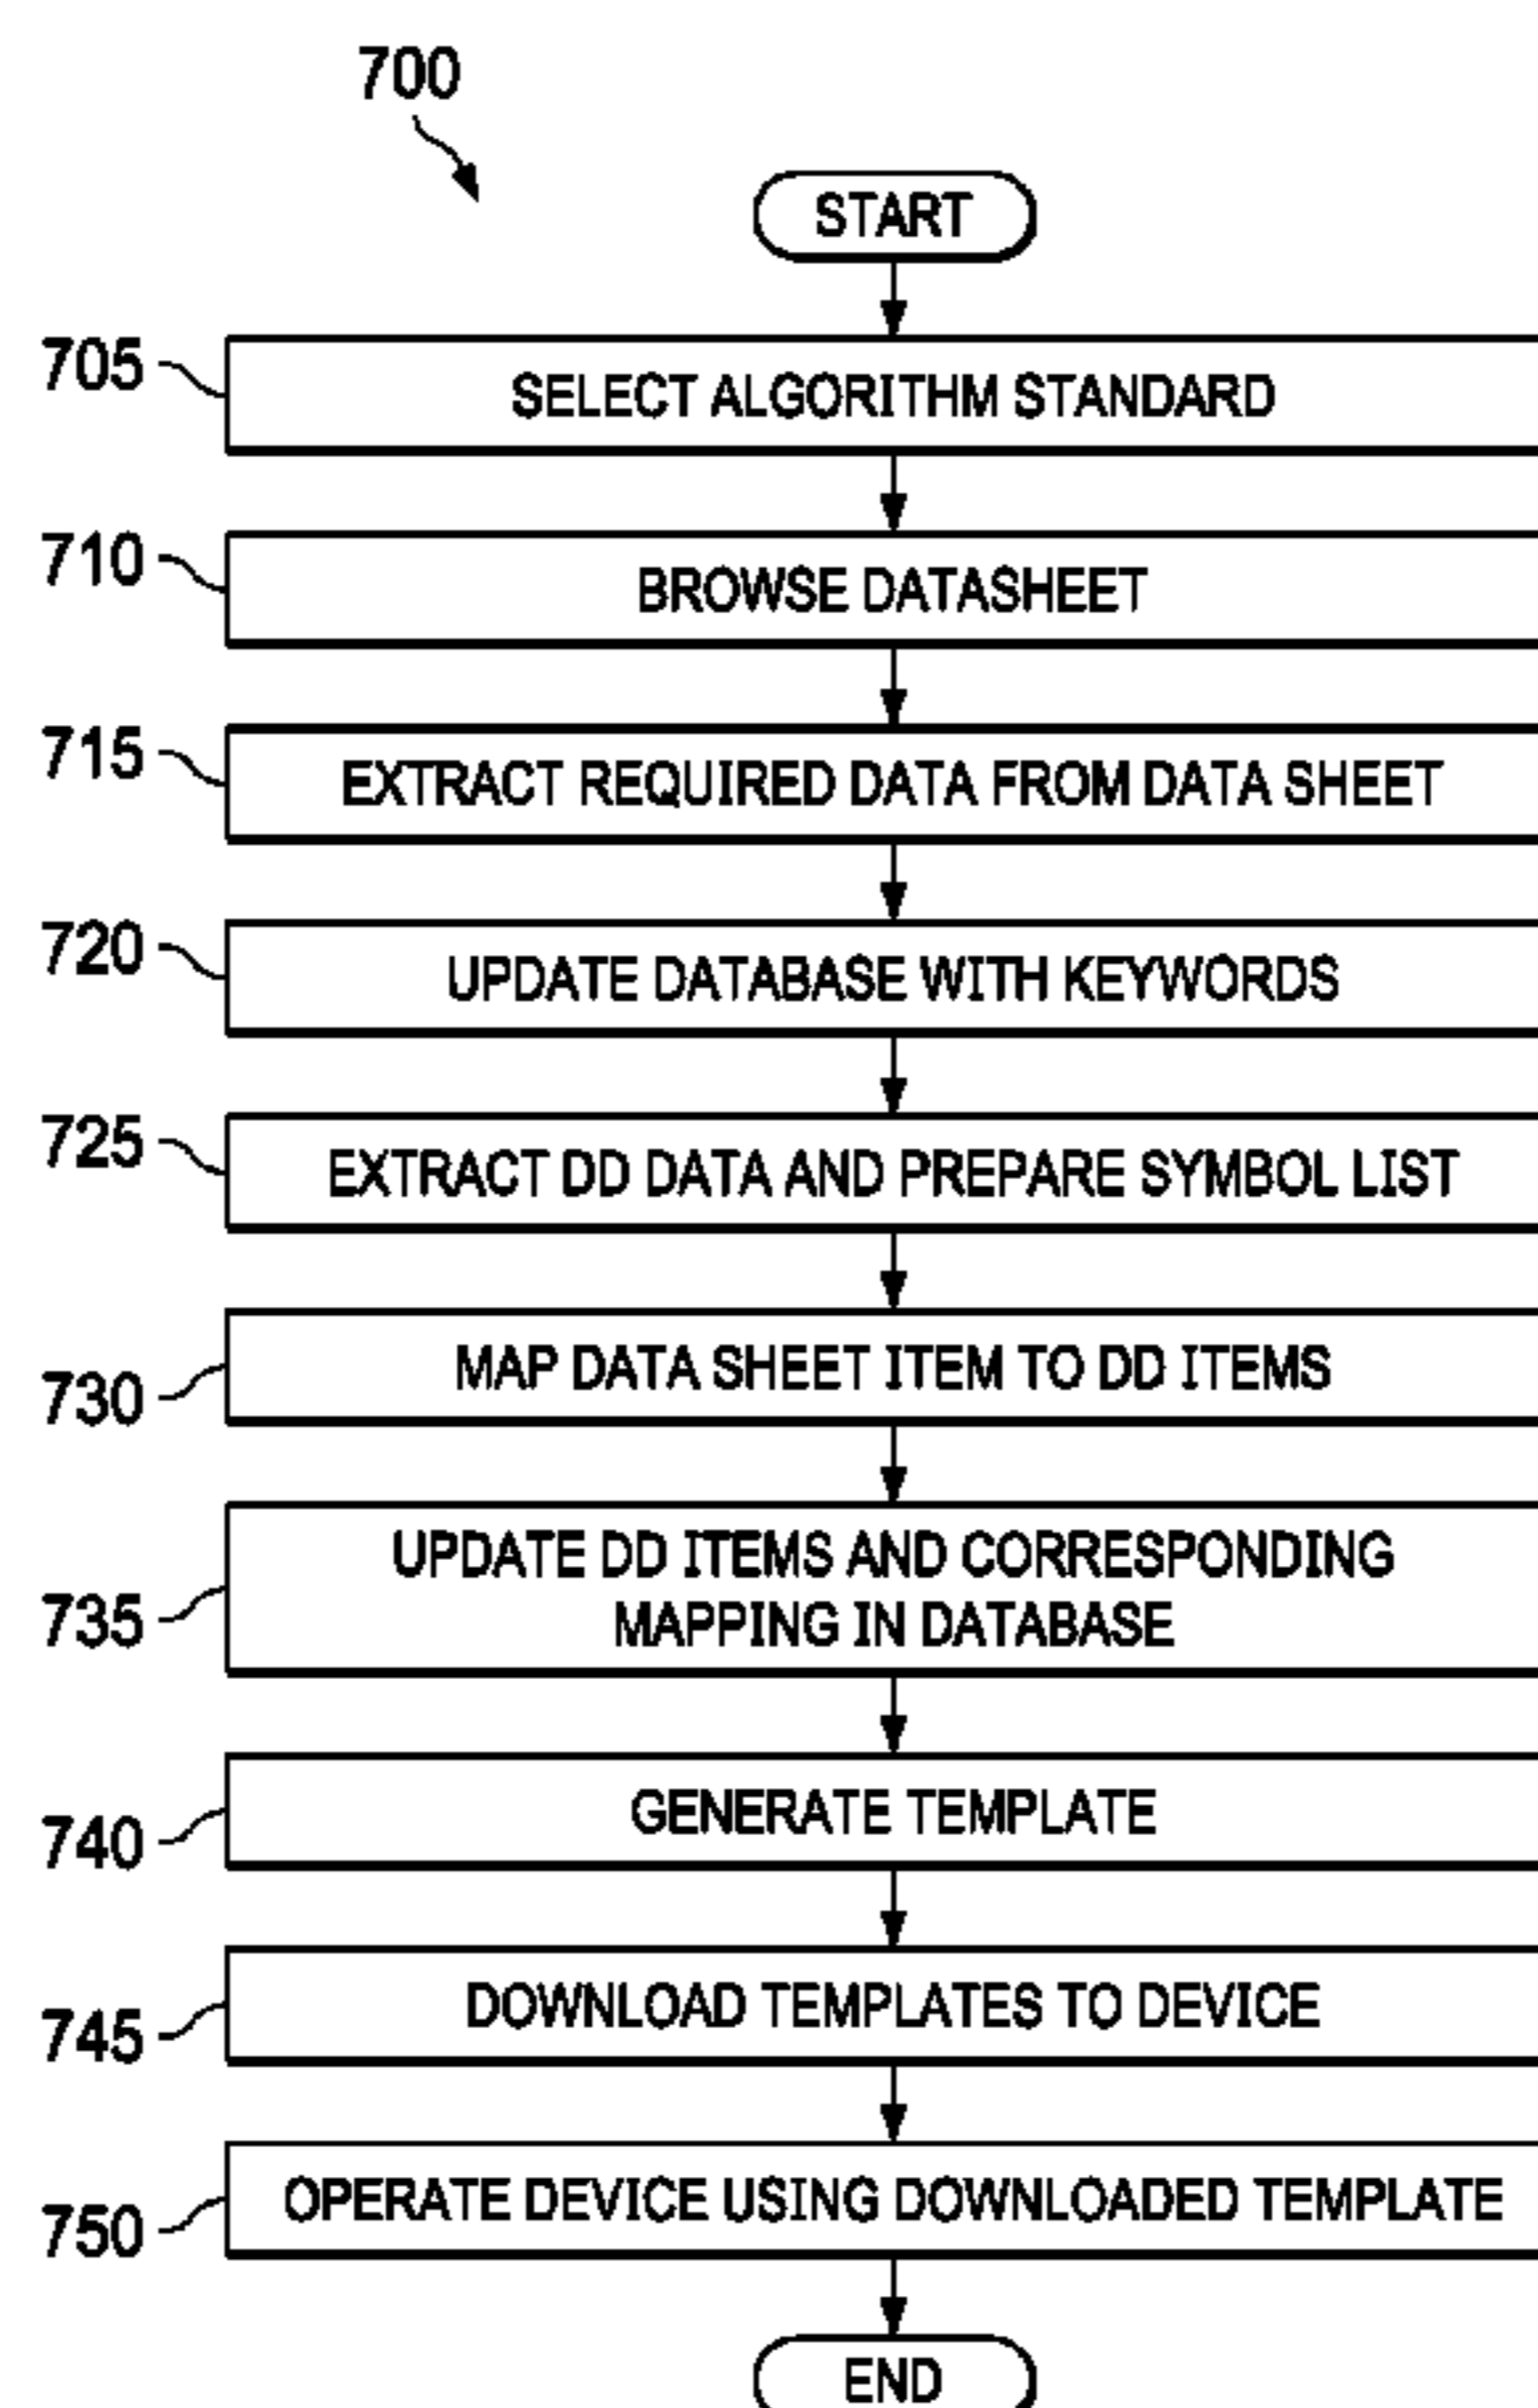 700
START
705
SELECT ALGORITHM STANDARD
710
BROWSE DATASHEET
715
EXTRACT REQUIRED DATA FROM DATA SHEET
720
UPDATE DATABASE WITH KEYWORDS
725
EXTRACT DD DATA AND PREPARE SYMBOL LIST
730
MAP DATA SHEET ITEM TO DD ITEMS
735
UPDATE DD ITEMS AND CORRESPONDING
MAPPING IN DATABASE
740
GENERATE TEMPLATE
745
DOWNLOAD TEMPLATES TO DEVICE
750
OPERATE DEVICE USING DOWNLOADED TEMPLATE
END